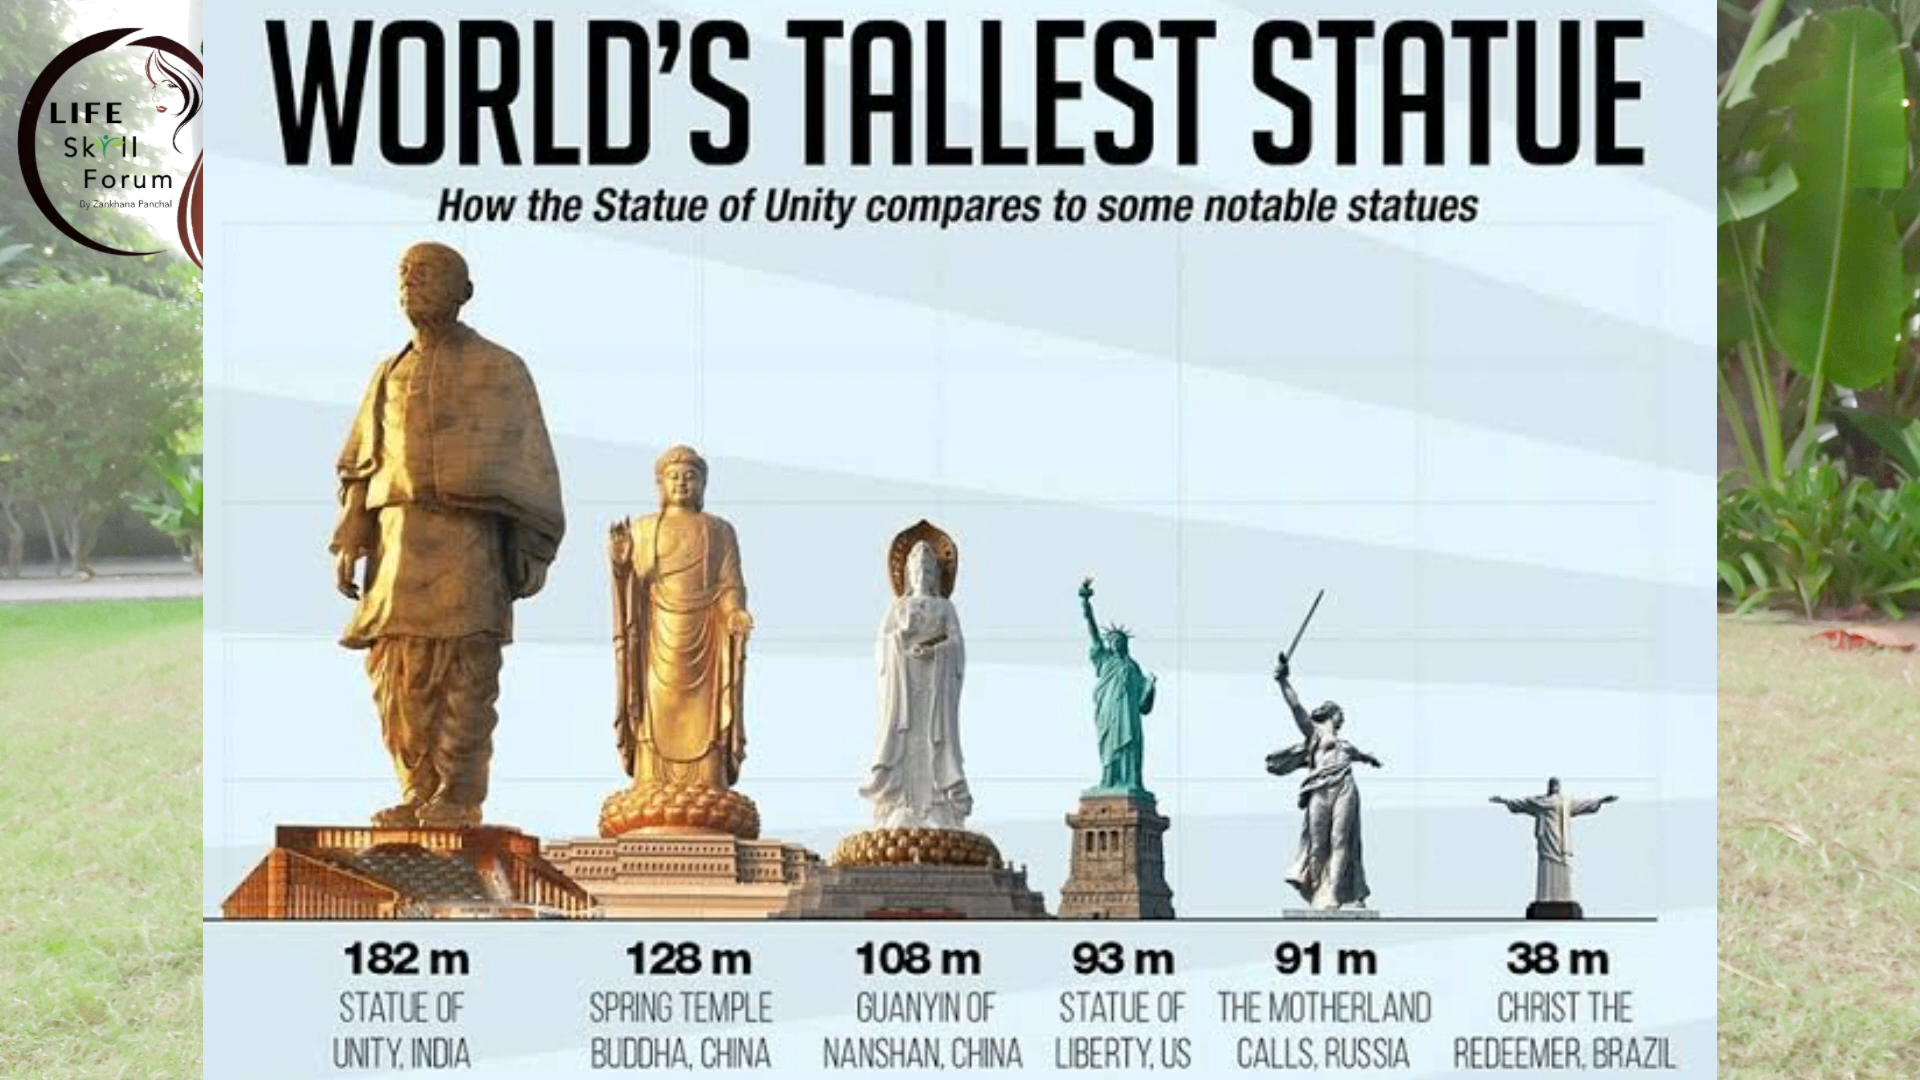 WORLD'S TALLEST STATUE
How the Statue of Unity compares to some notable statues
LIFE
Skill
Forum
By Zankhana Panchal
182 m
STATUE OF
UNITY, INDIA
128 m
SPRING TEMPLE
BUDDHA, CHINA
108 m
GUANYIN OF
NANSHAN, CHINA
93 m
STATUE OF
LIBERTY, US
91 m
THE MOTHERLAND
CALLS, RUSSIA
38 m
CHRIST THE
REDEEMER, BRAZIL